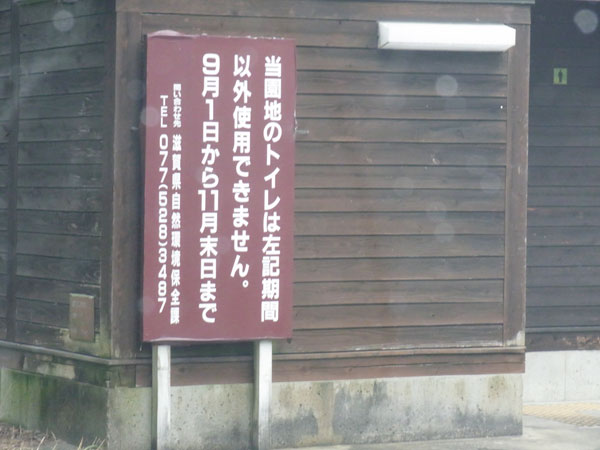 当園地のトイレは左記期間
以外使用できません。
9月1日から11月末日まで
問い合わせ先 滋賀県自然環境保全課
TEL 077(528)3487